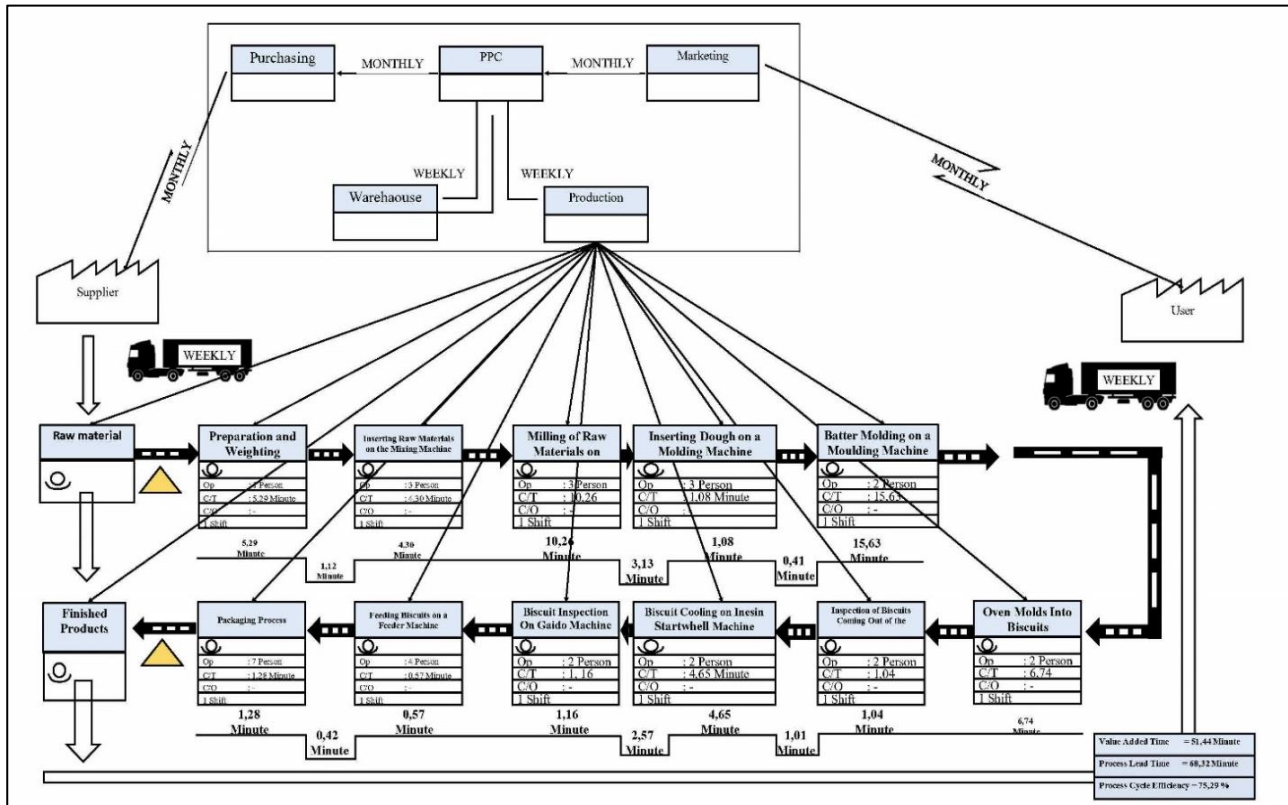 Purchasing
MONTHLY
PPC
MONTHLY
Marketing
MONTHLY
WEEKLY
WEEKLY
MONTHLY
Warehaouse
Production
Supplier
User
WEEKLY
WEEKLY
Raw material
Preparation and
Weighting
Op : Person
C/T : 5.29 Minute
C/O : -
1 Shift
Inserting Raw Materials
on the Mixing Machine
Op : 3 Person
C/T : 4.30 Minute
C/O : -
1 Shift
Milling of Raw
Materials on
Op : 3 Person
C/T : 10.26
C/O : -
1 Shift
Inserting Dough on a
Molding Machine
Op : 3 Person
C/T : 1.08 Minute
C/O : -
1 Shift
Batter Molding on a
Moulding Machine
Op : 2 Person
C/T : 15.63
C/O : -
1 Shift
5,29
Minute
1,12
Minute
4,30
Minute
10,26
Minute
3,13
Minute
1,08
Minute
0,41
Minute
15,63
Minute
Finished
Products
Packaging Process
Op : 7 Person
C/T : 1.28 Minute
C/O : -
1 Shift
Feeding Biscuits on a
Feeder Machine
Op : 4 Person
C/T : 0.57 Minute
C/O : -
1 Shift
Biscuit Inspection
On Gaido Machine
Op : 2 Person
C/T : 1, 16
C/O : -
1 Shift
Biscuit Cooling on Inesin
Startwhell Machine
Op : 2 Person
C/T : 4.65 Minute
C/O : -
1 Shift
Inspection of Biscuits
Coming Out of the
Op : 2 Person
C/T : 1.04
C/O : -
1 Shift
Oven Molds Into
Biscuits
Op : 2 Person
C/T : 6,74
C/O : -
1 Shift
1,28
Minute
0,42
Minute
0,57
Minute
1,16
Minute
2,57
Minute
4,65
Minute
1,01
Minute
1,04
Minute
6,74
Minute
Value Added Time = 51,44 Minute
Process Lead Time = 68,32 Minute
Process Cycle Efficiency = 75,29 %